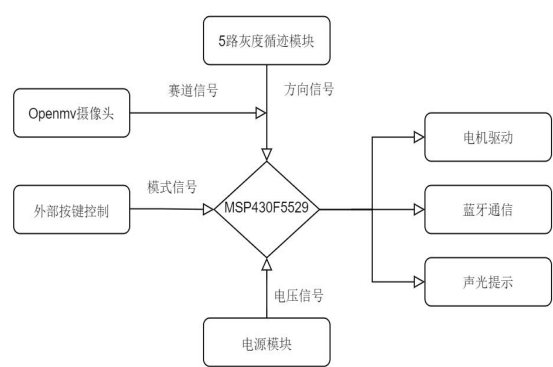 5路灰度循迹模块
赛道信号
方向信号
Openmv摄像头
电机驱动
模式信号
外部按键控制
MSP430F5529
蓝牙通信
声光提示
电压信号
电源模块